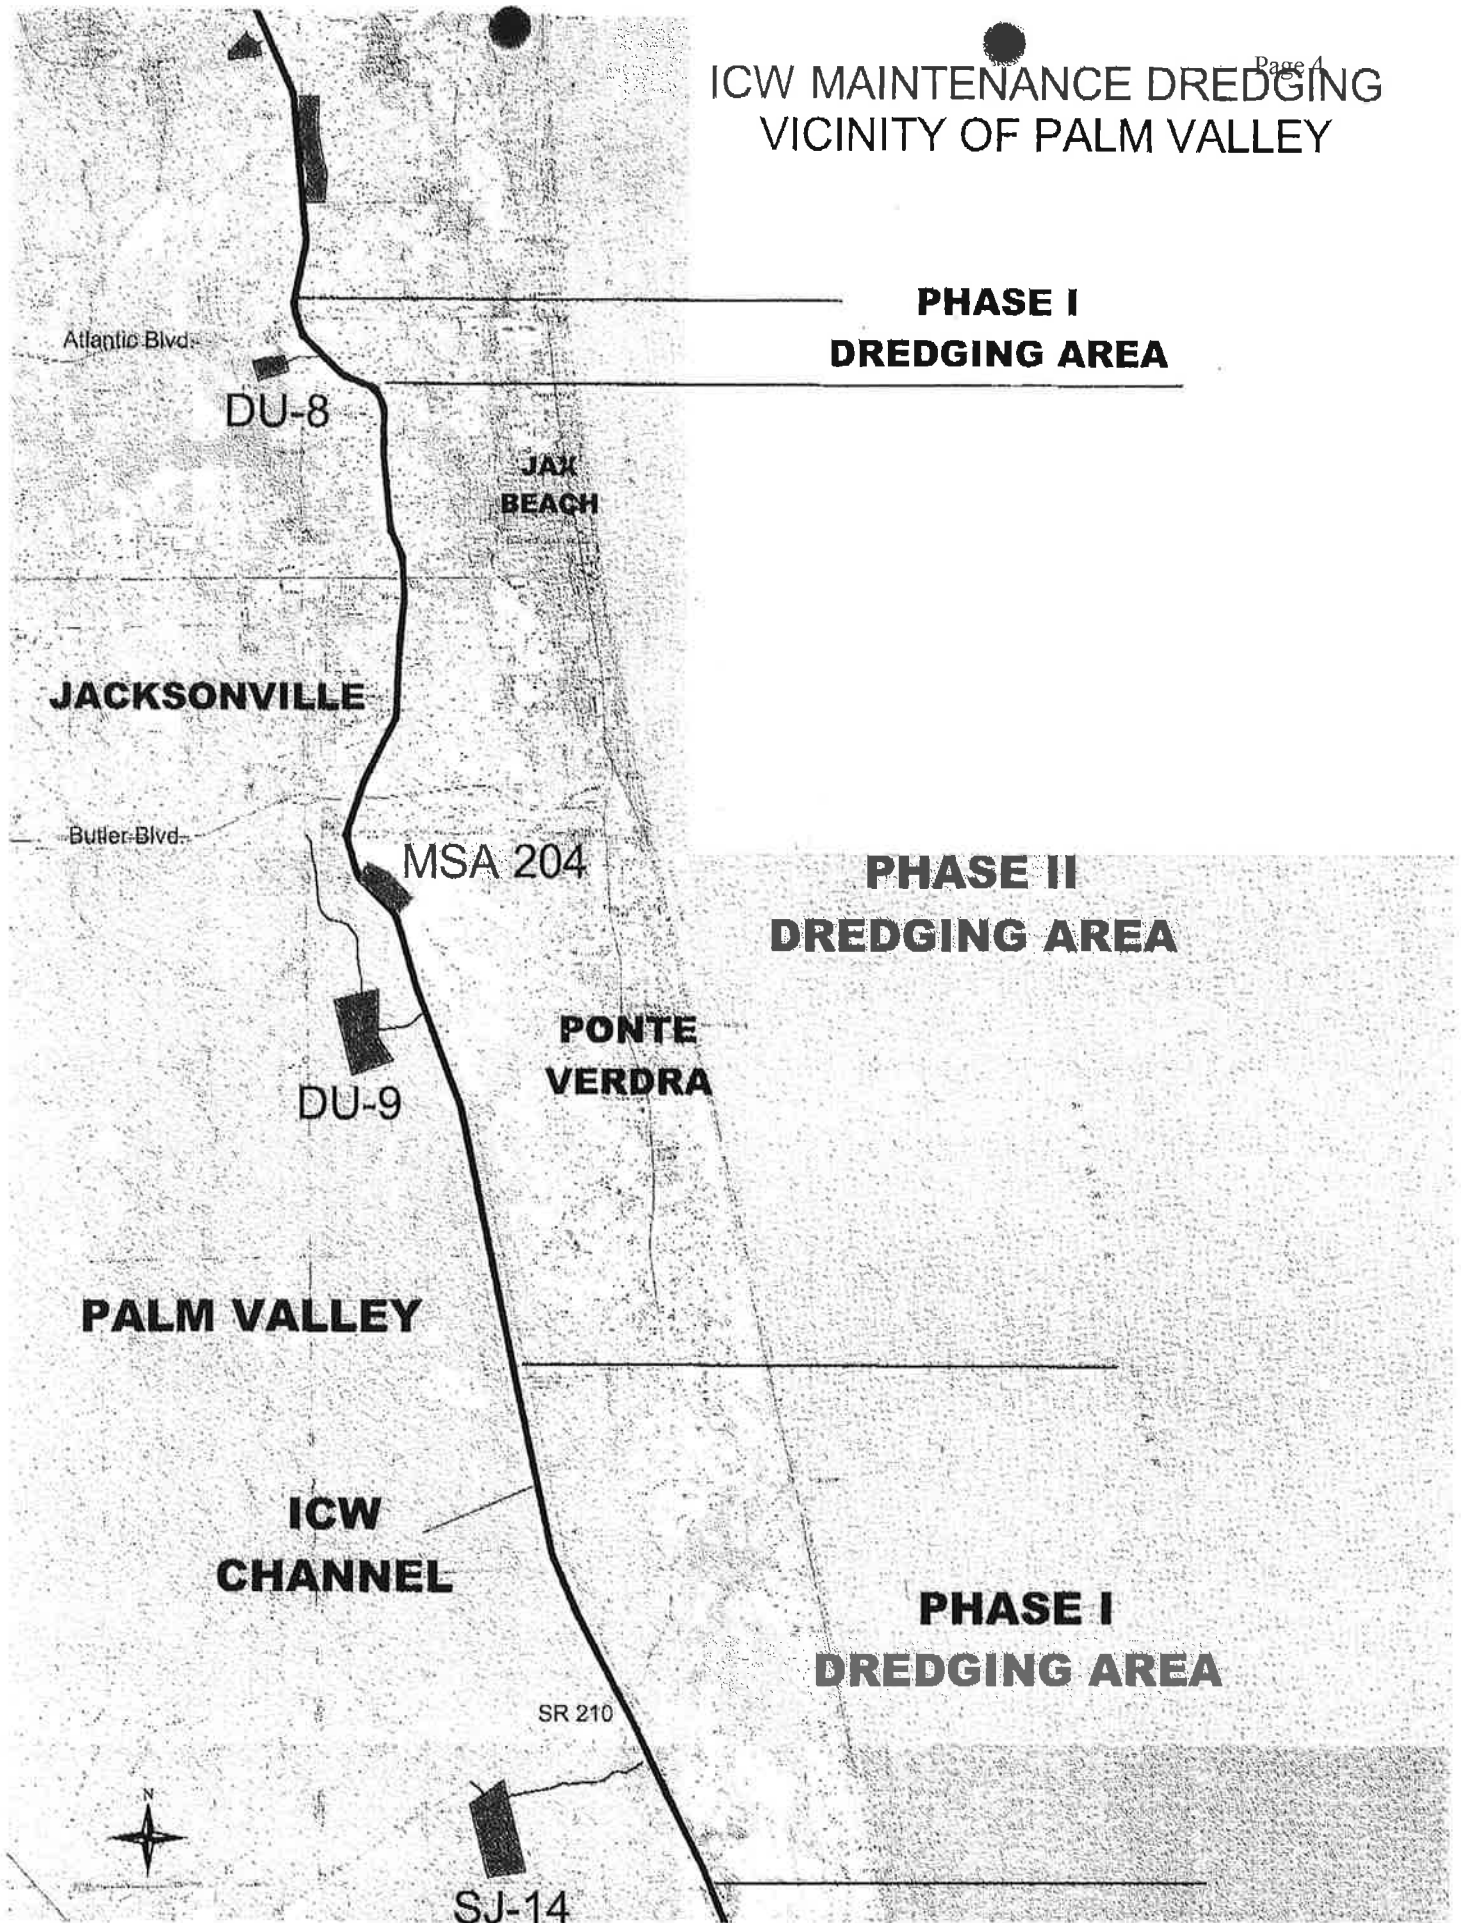 Page 4
ICW MAINTENANCE DREDGING
VICINITY OF PALM VALLEY
PHASE I
DREDGING AREA
Atlantic Blvd.
DU-8
JAX
BEACH
JACKSONVILLE
Butler Blvd.
MSA 204
PHASE II
DREDGING AREA
PONTE
VERDRA
DU-9
PALM VALLEY
ICW
CHANNEL
PHASE I
DREDGING AREA
SR 210
N
SJ-14